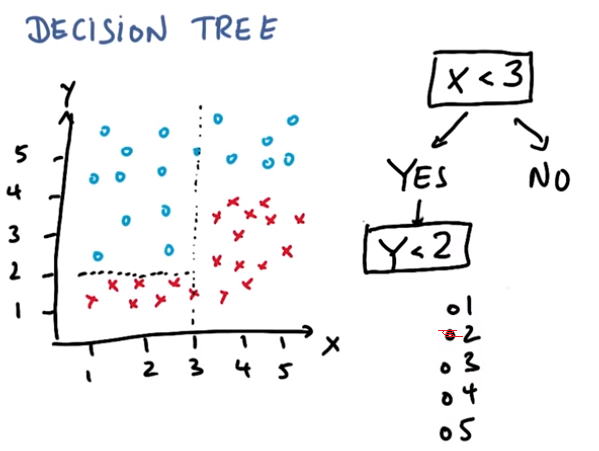 DECISION TREE
Y
5
4
3
2
1
1 2 3 4 5
X
X < 3
YES NO
Y < 2
1
2
3
4
5